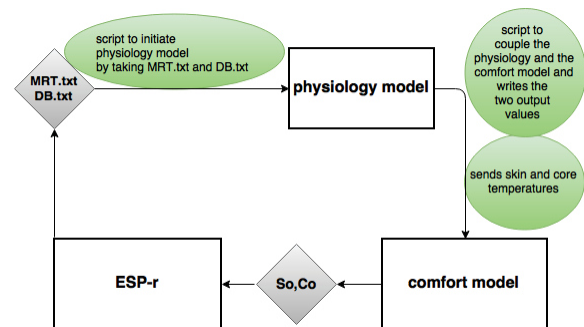 script to initiate
physiology model
by taking MRT.txt and DB.txt
MRT.txt
DB.txt
physiology model
script to
couple the
physiology and the
comfort model and
writes the
two output
values
sends skin and core
temperatures
ESP-r
So,Co
comfort model